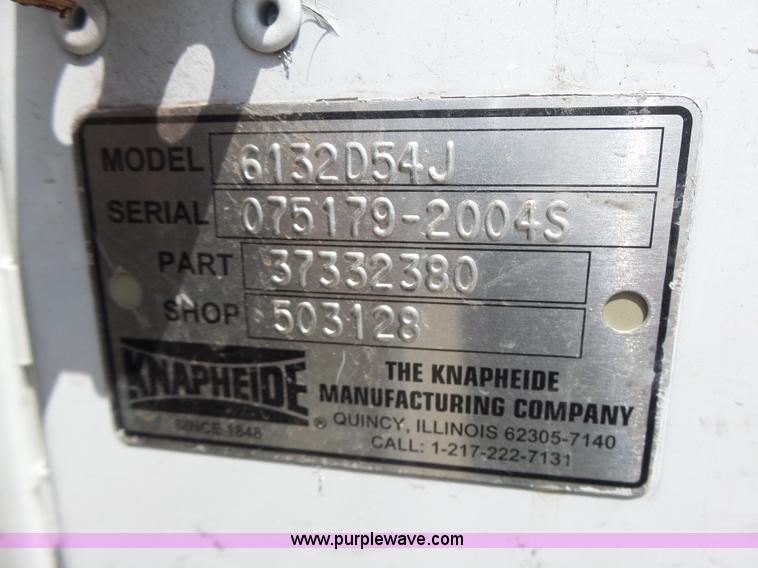 MODEL 6132D54J
SERIAL 075179-2004S
PART 37332380
SHOP 503128
KNAPHEIDE
SINCE 1848
®
THE KNAPHEIDE
MANUFACTURING COMPANY
QUINCY, ILLINOIS 62305-7140
CALL: 1-217-222-7131
www.purplewave.com